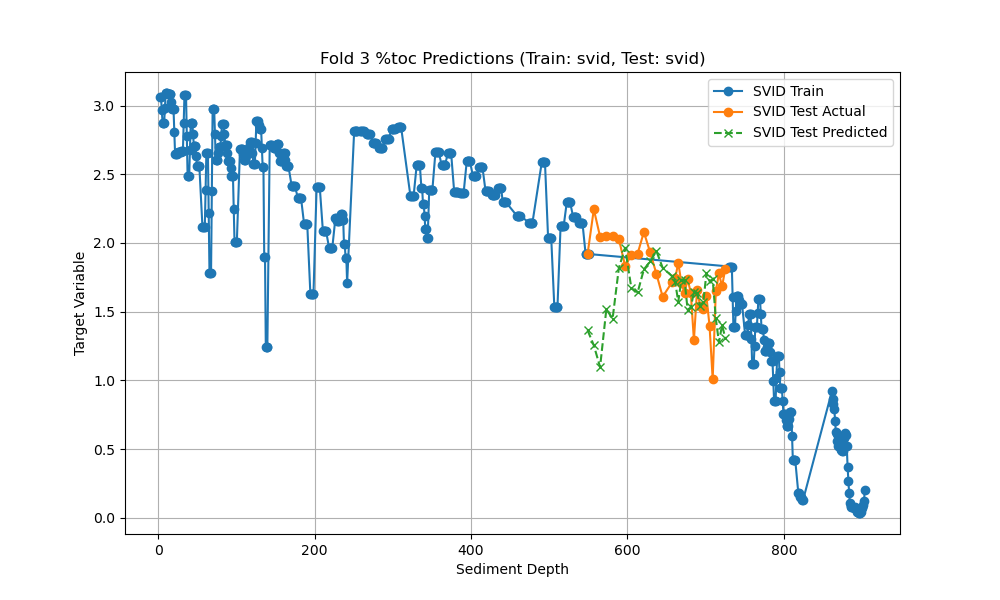 Fold 3 %toc Predictions (Train: svid, Test: svid)
SVID Train
SVID Test Actual
SVID Test Predicted
Target Variable
3.0
2.5
2.0
1.5
1.0
0.5
0.0
0 200 400 600 800
Sediment Depth